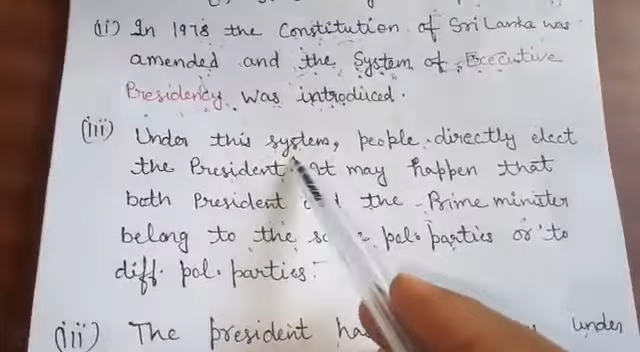 (ii) In 1978 the Constitution of Sri Lanka was
amended and the System of Executive
Presidency was introduced.
(iii) Under this system, people directly elect
the President. It may happen that
both President the Prime minister
belong to the pol. parties or to
diff. pol. parties.
(iii) The president under